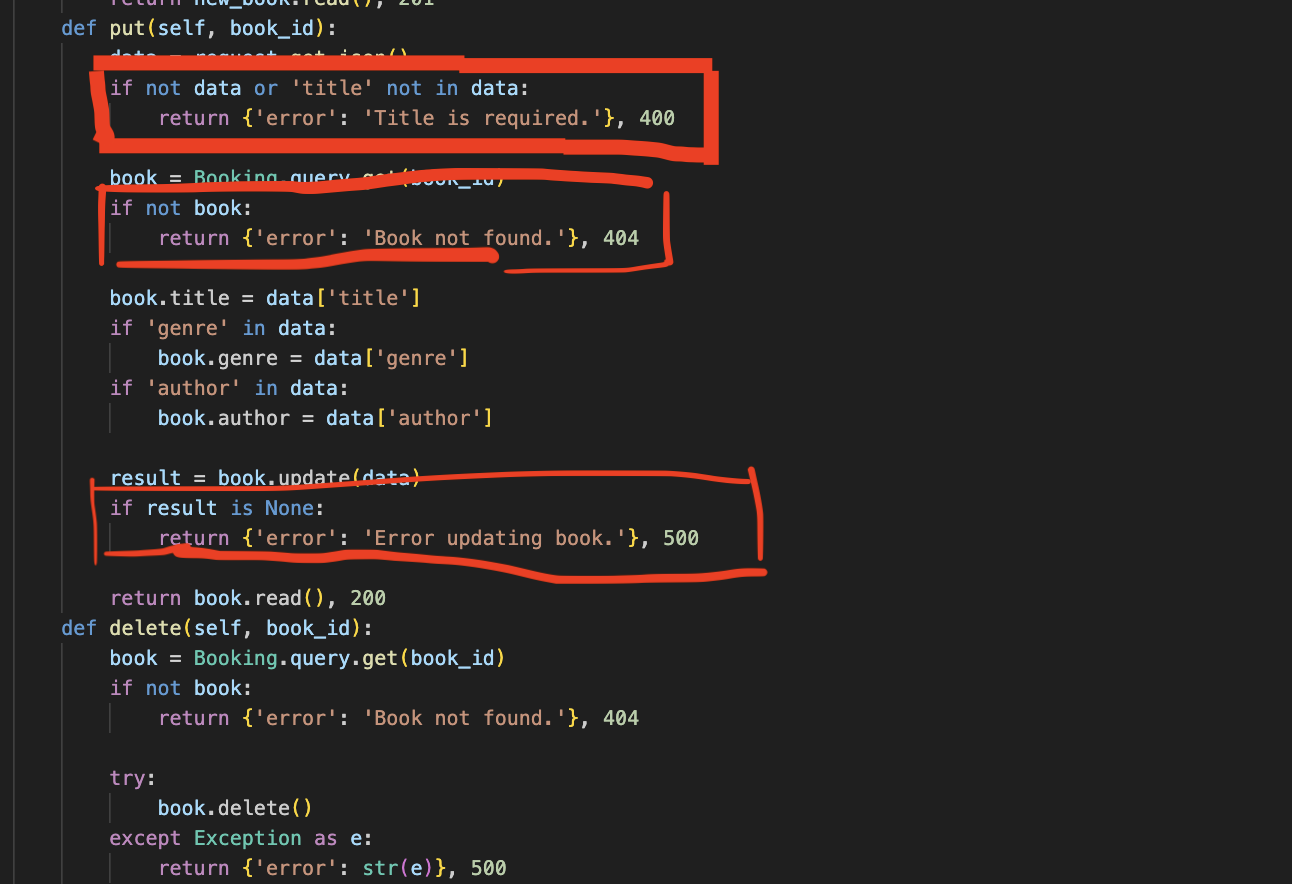 return new_book.read(), 201
def put(self, book_id):
data = request.get_json()
if not data or 'title' not in data:
return {'error': 'Title is required.'}, 400
book = Booking.query.get(book_id)
if not book:
return {'error': 'Book not found.'}, 404
book.title = data['title']
if 'genre' in data:
book.genre = data['genre']
if 'author' in data:
book.author = data['author']
result = book.update(data)
if result is None:
return {'error': 'Error updating book.'}, 500
return book.read(), 200
def delete(self, book_id):
book = Booking.query.get(book_id)
if not book:
return {'error': 'Book not found.'}, 404
try:
book.delete()
except Exception as e:
return {'error': str(e)}, 500